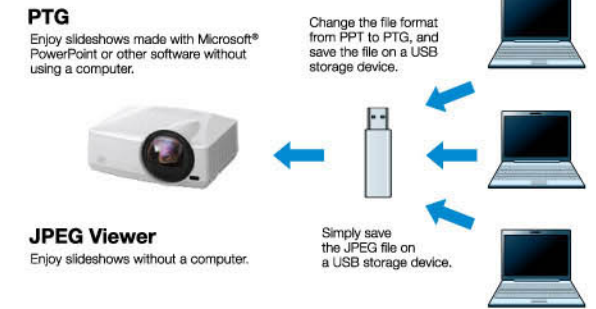 PTG
Enjoy slideshows made with Microsoft®
PowerPoint or other software without
using a computer.
Change the file format
from PPT to PTG, and
save the file on a USB
storage device.
JPEG Viewer
Enjoy slideshows without a computer.
Simply save
the JPEG file on
a USB storage device.